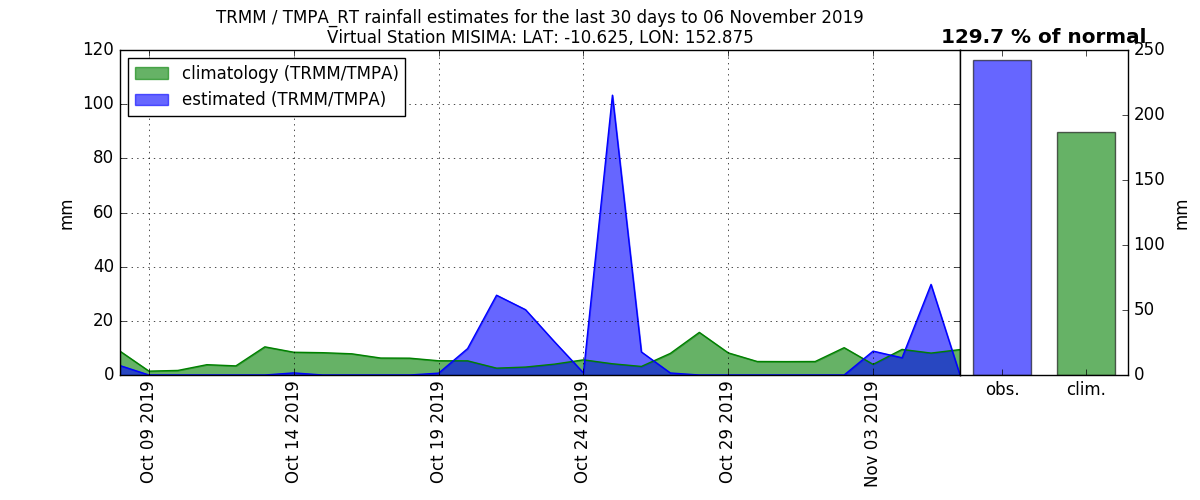 TRMM / TMPA_RT rainfall estimates for the last 30 days to 06 November 2019
Virtual Station MISIMA: LAT: -10.625, LON: 152.875
129.7 % of normal
climatology (TRMM/TMPA)
estimated (TRMM/TMPA)
120
100
80
60
40
20
0
mm
Oct 09 2019
Oct 14 2019
Oct 19 2019
Oct 24 2019
Oct 29 2019
Nov 03 2019
250
200
150
100
50
0
mm
obs.
clim.